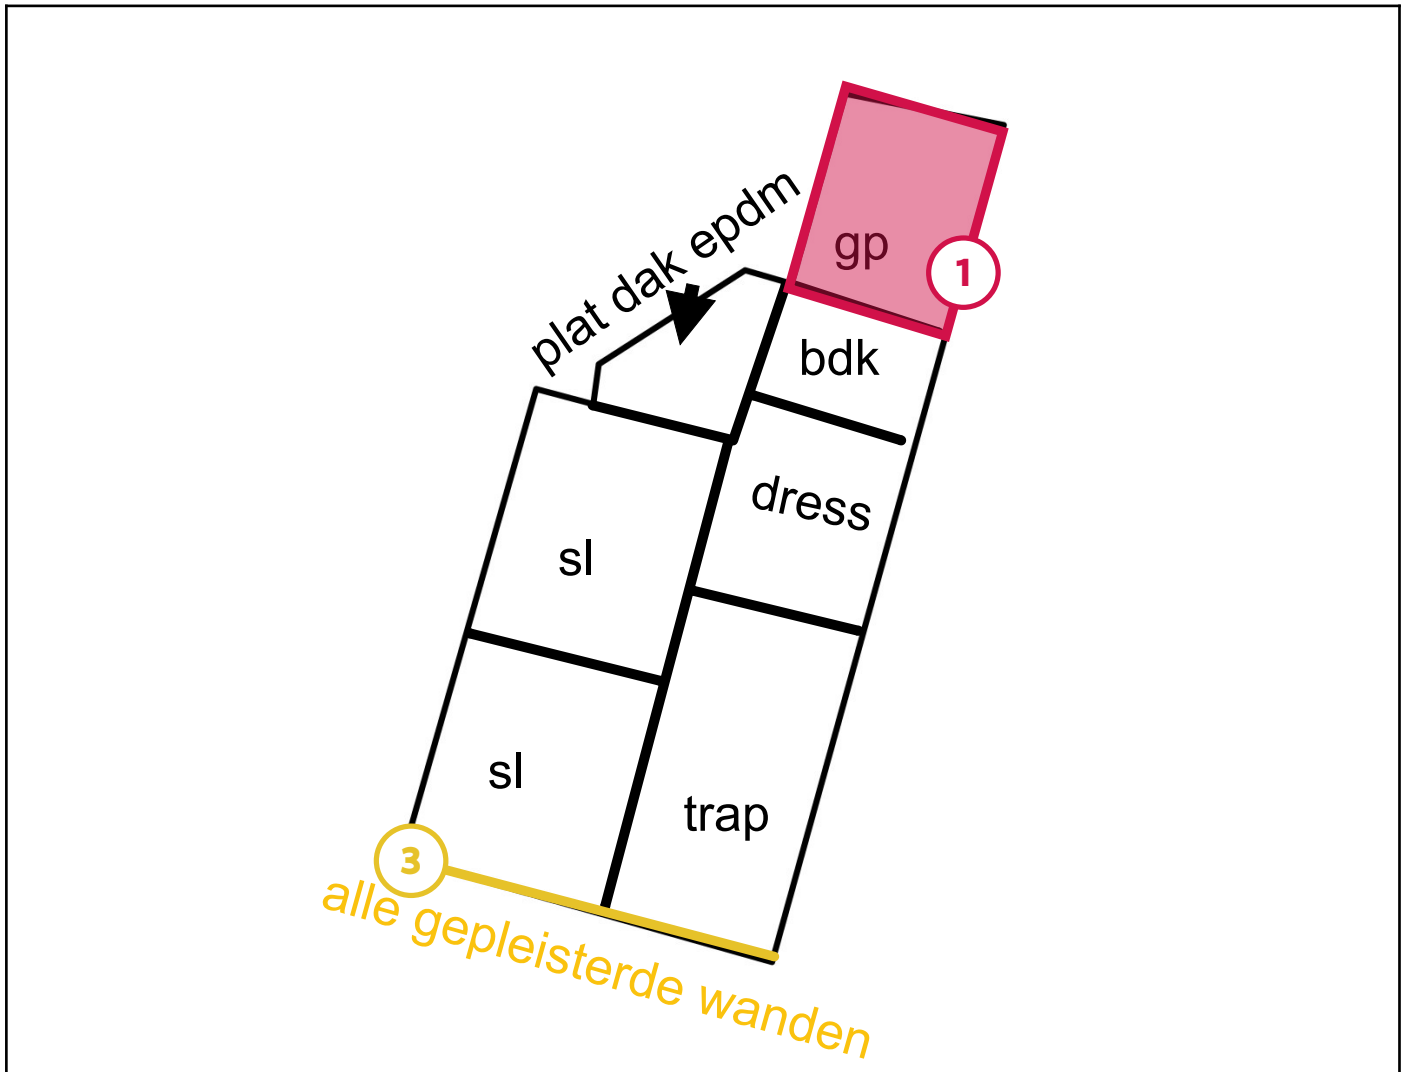 plat dak epdm
gp
1
bdk
dress
sl
sl
trap
3
alle gepleisterde wanden